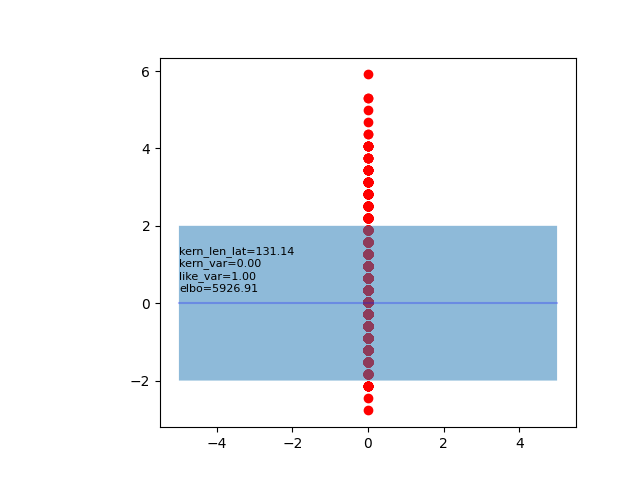 6
4
2
0
−2
kern_len_lat=131.14
kern_var=0.00
like_var=1.00
elbo=5926.91
−4
−2
0
2
4